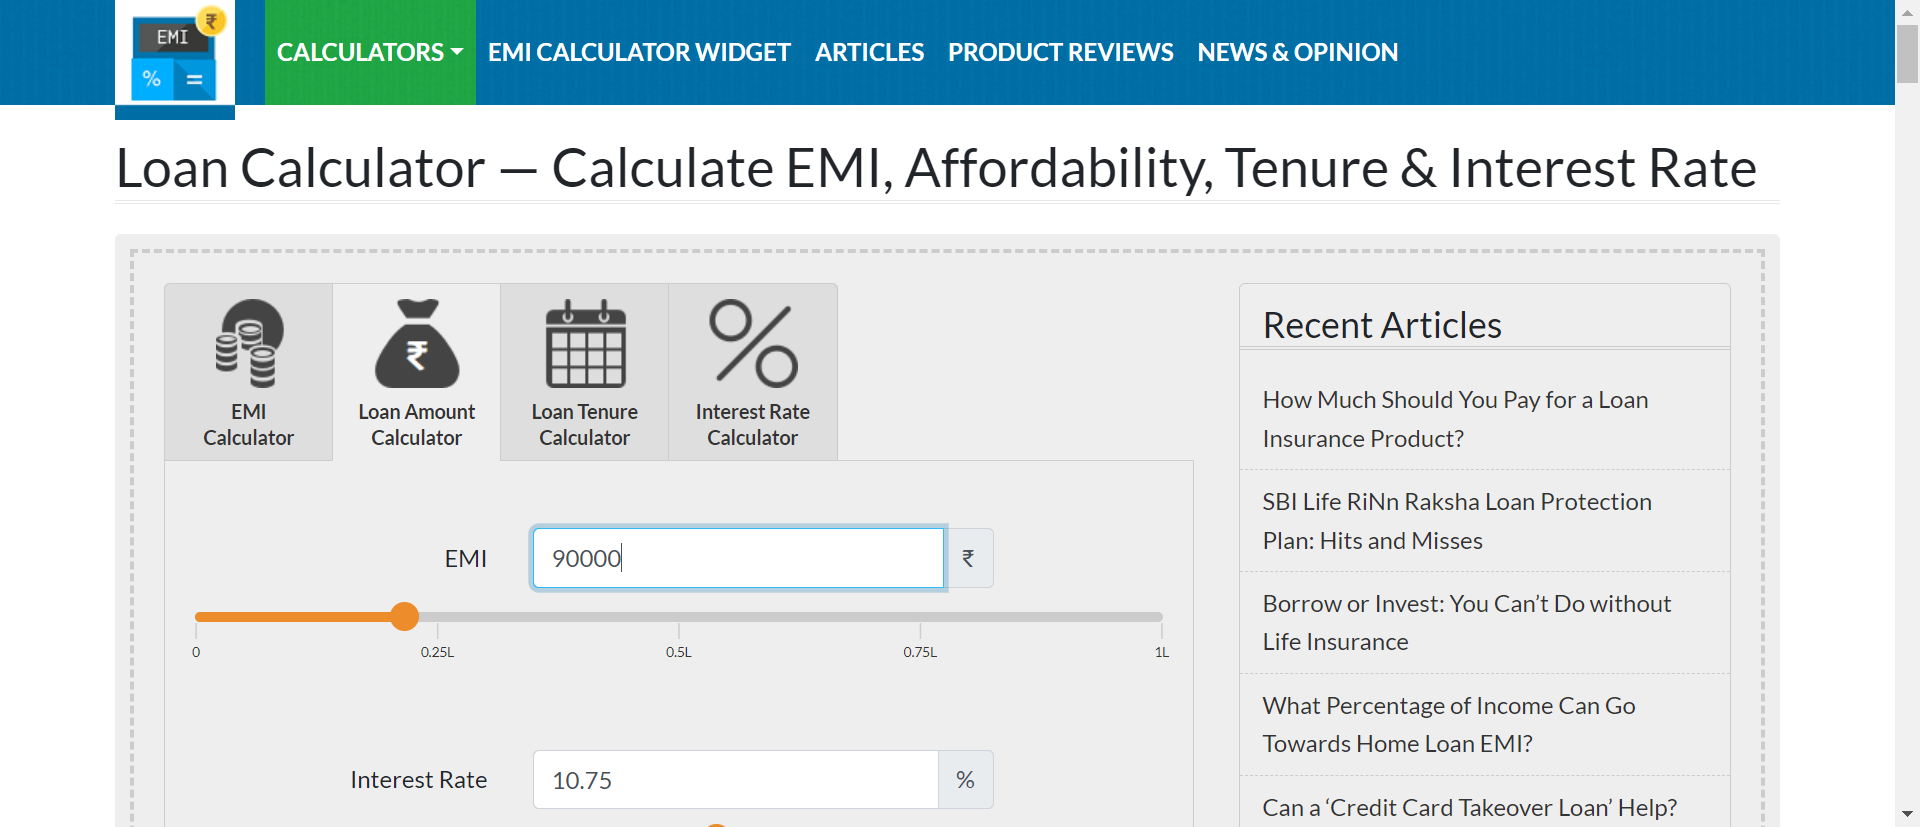 EMI
₹
%
=
CALCULATORS
EMI CALCULATOR WIDGET
ARTICLES
PRODUCT REVIEWS
NEWS & OPINION
Loan Calculator — Calculate EMI, Affordability, Tenure & Interest Rate
EMI
Calculator
₹
Loan Amount
Calculator
Loan Tenure
Calculator
Interest Rate
Calculator
EMI
90000
₹
0
0.25L
0.5L
0.75L
1L
Interest Rate
10.75
%
Recent Articles
How Much Should You Pay for a Loan
Insurance Product?
SBI Life RiNn Raksha Loan Protection
Plan: Hits and Misses
Borrow or Invest: You Can’t Do without
Life Insurance
What Percentage of Income Can Go
Towards Home Loan EMI?
Can a ‘Credit Card Takeover Loan’ Help?